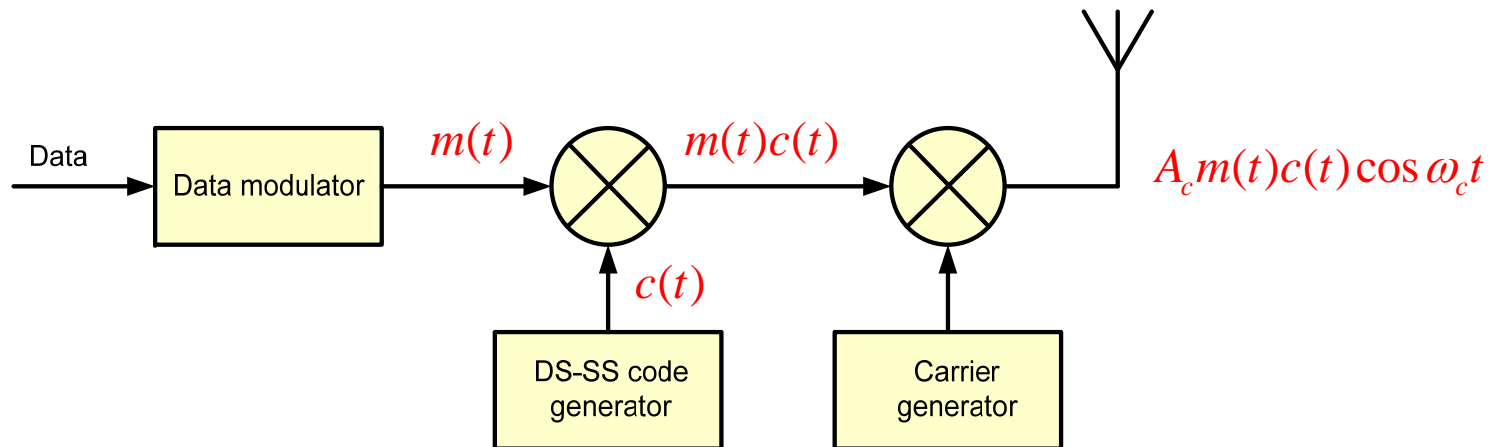 Data
Data modulator
m(t)
m(t)c(t)
A_c m(t)c(t) cos ω_c t
c(t)
DS-SS code
generator
Carrier
generator